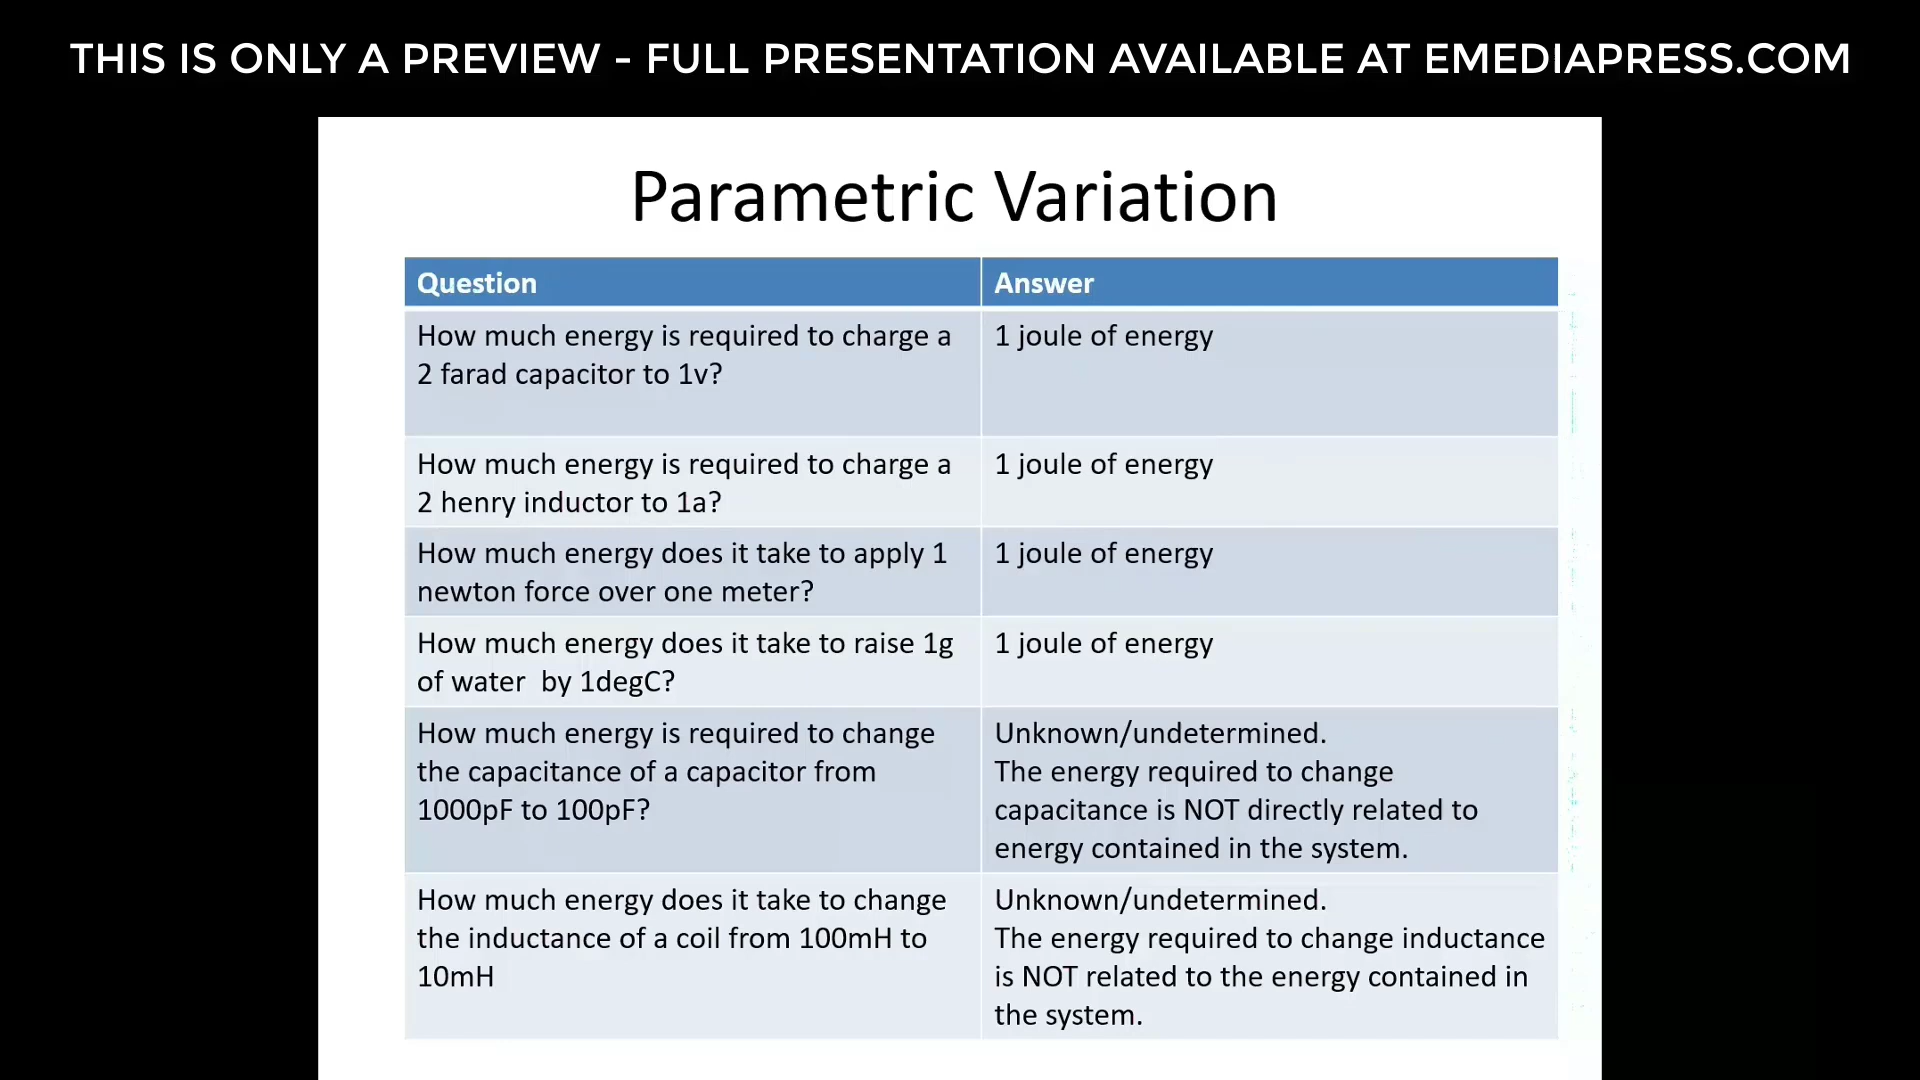 THIS IS ONLY A PREVIEW - FULL PRESENTATION AVAILABLE AT EMEDIAPRESS.COM
Parametric Variation
Question
Answer
How much energy is required to charge a
2 farad capacitor to 1v?
1 joule of energy
How much energy is required to charge a
2 henry inductor to 1a?
1 joule of energy
How much energy does it take to apply 1
newton force over one meter?
1 joule of energy
How much energy does it take to raise 1g
of water  by 1degC?
1 joule of energy
How much energy is required to change
the capacitance of a capacitor from
1000pF to 100pF?
Unknown/undetermined.
The energy required to change
capacitance is NOT directly related to
energy contained in the system.
How much energy does it take to change
the inductance of a coil from 100mH to
10mH
Unknown/undetermined.
The energy required to change inductance
is NOT related to the energy contained in
the system.